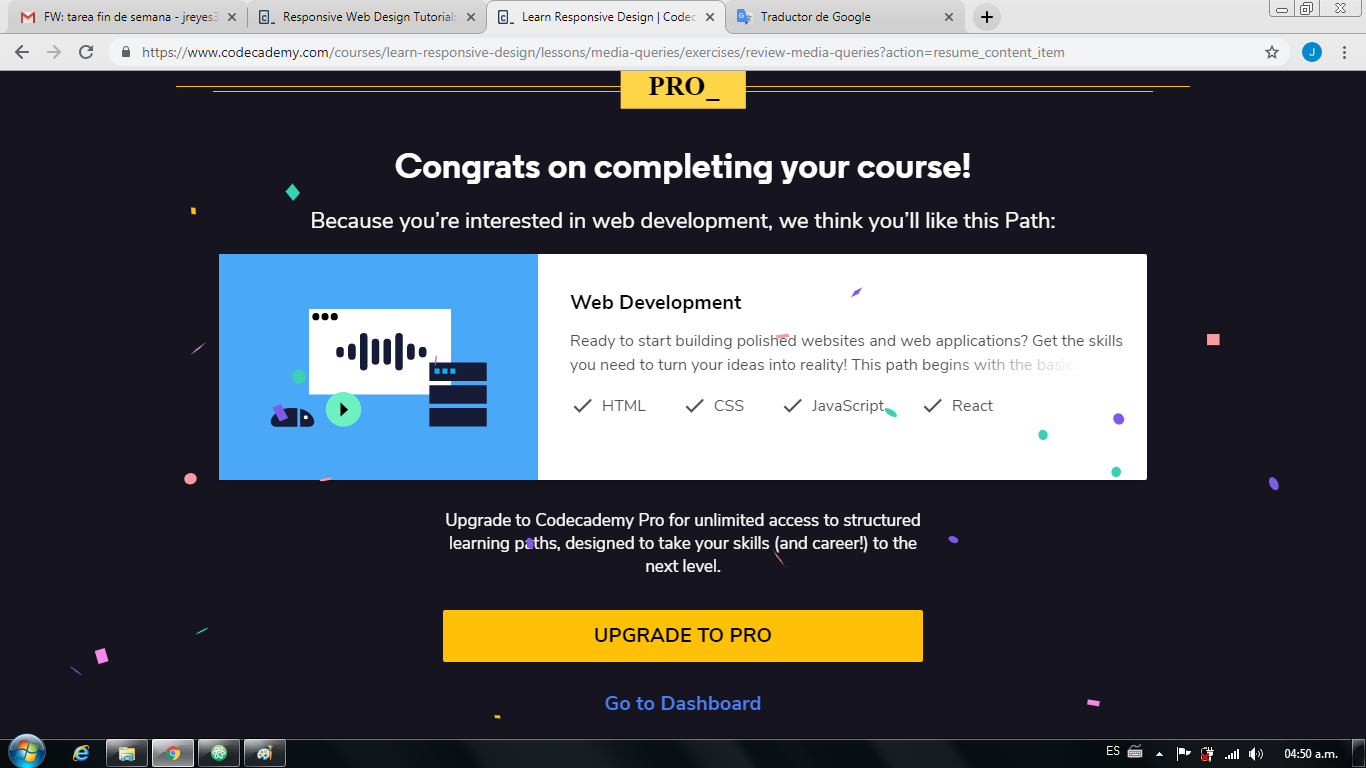 FW: tarea fin de semana - jreyes3
Responsive Web Design Tutorial
Learn Responsive Design | Codec
Traductor de Google
https://www.codecademy.com/courses/learn-responsive-design/lessons/media-queries/exercises/review-media-queries?action=resume_content_item
J
PRO_
Congrats on completing your course!
Because you’re interested in web development, we think you’ll like this Path:
Web Development
Ready to start building polished websites and web applications? Get the skills
you need to turn your ideas into reality! This path begins with the basics
HTML
CSS
JavaScript
React
Upgrade to Codecademy Pro for unlimited access to structured
learning paths, designed to take your skills (and career!) to the
next level.
UPGRADE TO PRO
Go to Dashboard
ES
04:50 a.m.